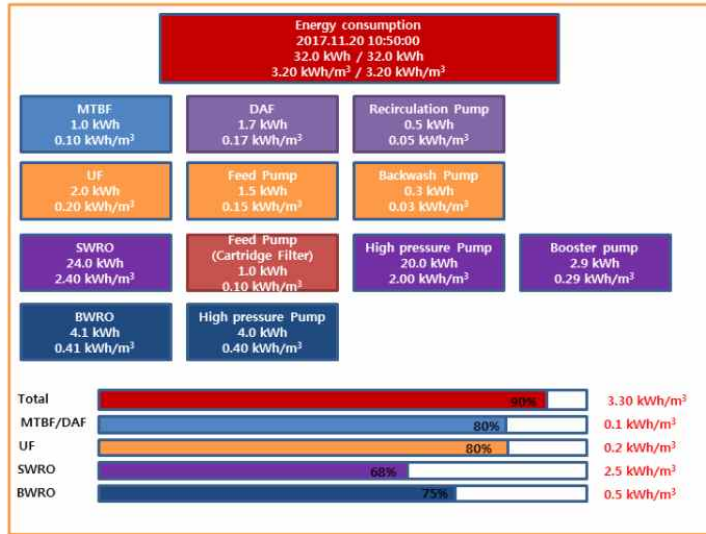 Energy consumption
2017.11.20 10:50:00
32.0 kWh / 32.0 kWh
3.20 kWh/m³ / 3.20 kWh/m³
MTBF
1.0 kWh
0.10 kWh/m³
DAF
1.7 kWh
0.17 kWh/m³
Recirculation Pump
0.5 kWh
0.05 kWh/m³
UF
2.0 kWh
0.20 kWh/m³
Feed Pump
1.5 kWh
0.15 kWh/m³
Backwash Pump
0.3 kWh
0.03 kWh/m³
SWRO
24.0 kWh
2.40 kWh/m³
Feed Pump
(Cartridge Filter)
1.0 kWh
0.10 kWh/m³
High pressure Pump
20.0 kWh
2.00 kWh/m³
Booster pump
2.9 kWh
0.29 kWh/m³
BWRO
4.1 kWh
0.41 kWh/m³
High pressure Pump
4.0 kWh
0.40 kWh/m³
Total 90% 3.30 kWh/m³
MTBF/DAF 80% 0.1 kWh/m³
UF 80% 0.2 kWh/m³
SWRO 68% 2.5 kWh/m³
BWRO 75% 0.5 kWh/m³